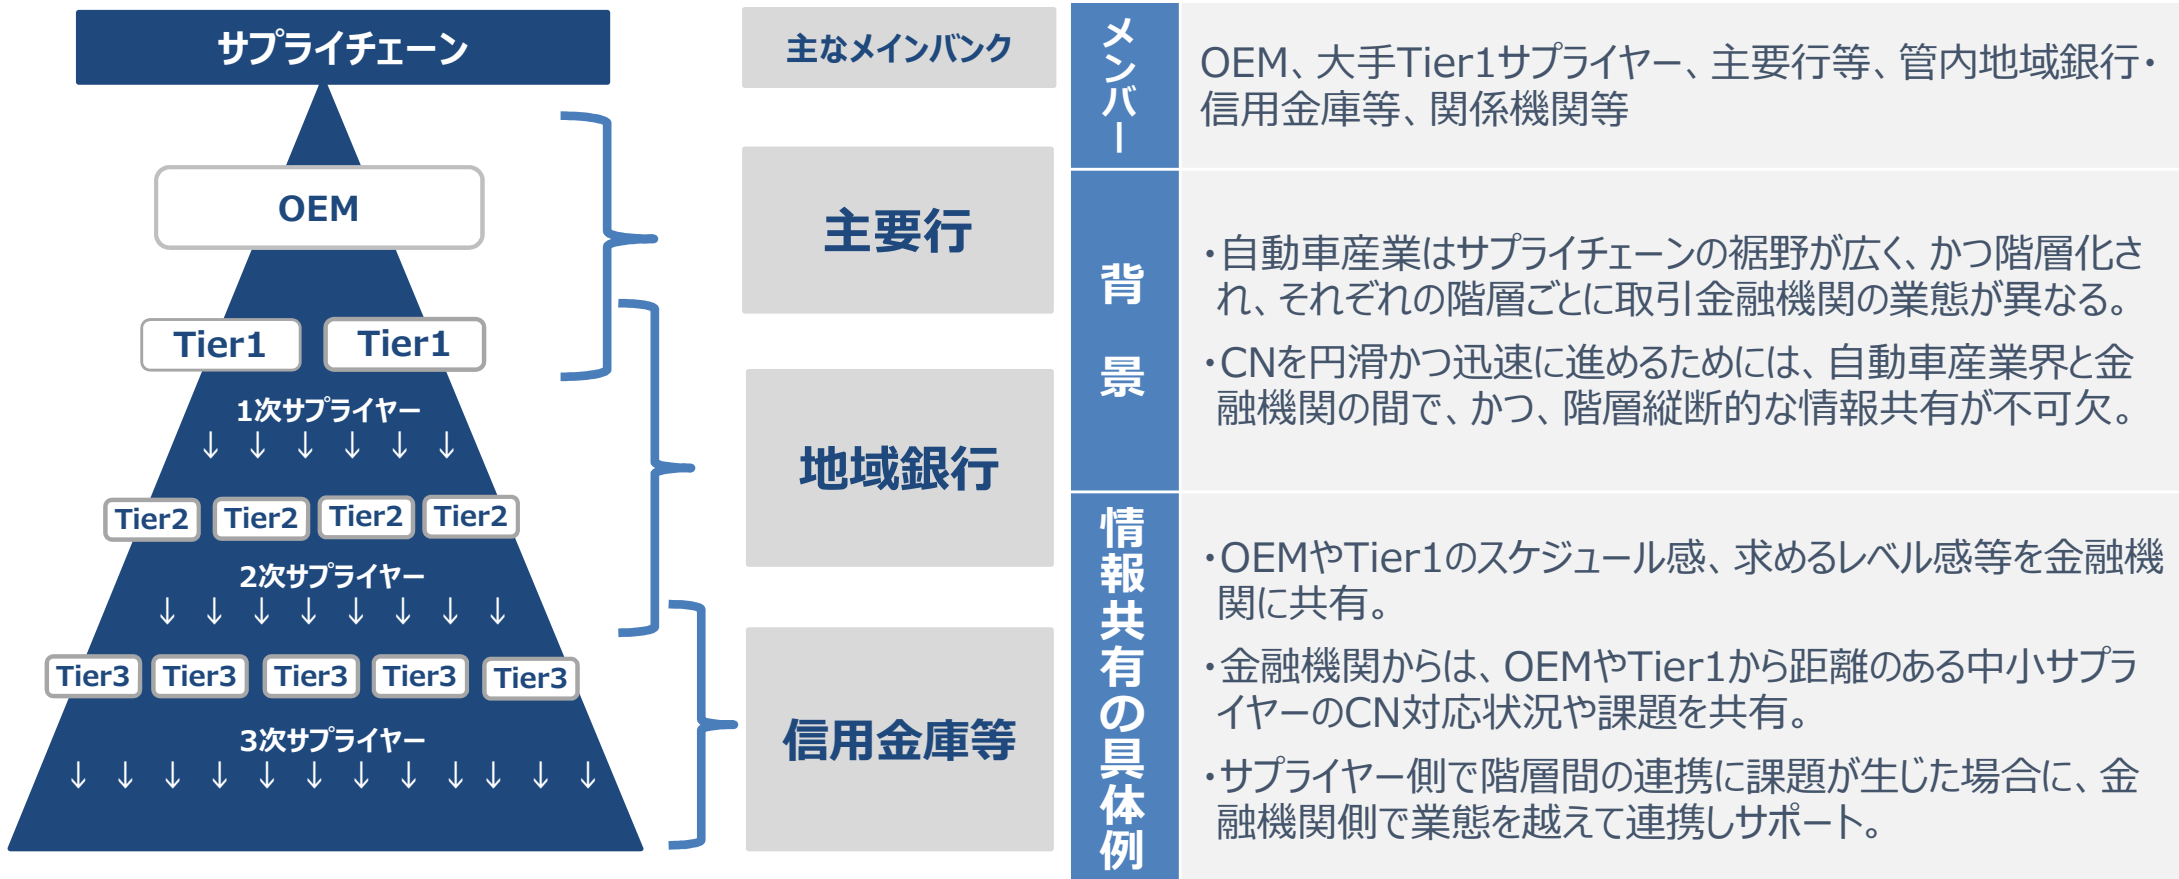 サプライチェーン
OEM
Tier1 Tier1
1次サプライヤー
↓ ↓ ↓ ↓ ↓ ↓
Tier2 Tier2 Tier2 Tier2
2次サプライヤー
↓ ↓ ↓ ↓ ↓ ↓ ↓ ↓
Tier3 Tier3 Tier3 Tier3 Tier3
3次サプライヤー
↓ ↓ ↓ ↓ ↓ ↓ ↓ ↓ ↓ ↓ ↓ ↓
主なメインバンク
主要行
地域銀行
信用金庫等
メンバー
OEM、大手Tier1サプライヤー、主要行等、管内地域銀行・
信用金庫等、関係機関等
背景
・自動車産業はサプライチェーンの裾野が広く、かつ階層化さ
れ、それぞれの階層ごとに取引金融機関の業態が異なる。
・CNを円滑かつ迅速に進めるためには、自動車産業界と金
融機関の間で、かつ、階層縦断的な情報共有が不可欠。
情報共有の具体例
・OEMやTier1のスケジュール感、求めるレベル感等を金融機
関に共有。
・金融機関からは、OEMやTier1から距離のある中小サプラ
イヤーのCN対応状況や課題を共有。
・サプライヤー側で階層間の連携に課題が生じた場合に、金
融機関側で業態を越えて連携しサポート。